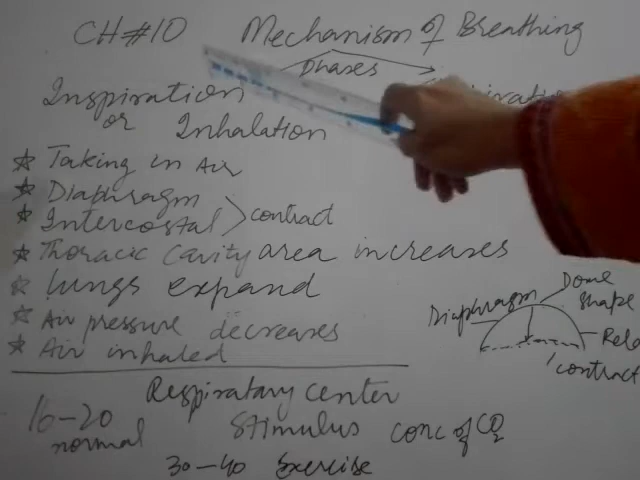 CH#10 Mechanism of Breathing
Phases
Inspiration
or Inhalation
☆ Taking in Air
☆ Diaphragm
☆ Intercostal > contract
☆ Thoracic cavity area increases
☆ lungs expand
☆ Air pressure decreases
☆ Air inhaled
Diaphragm
Dome
shape
Rela
contract
Respiratary center
16-20 Stimulus conc of CO2
normal
30-40 Exercise